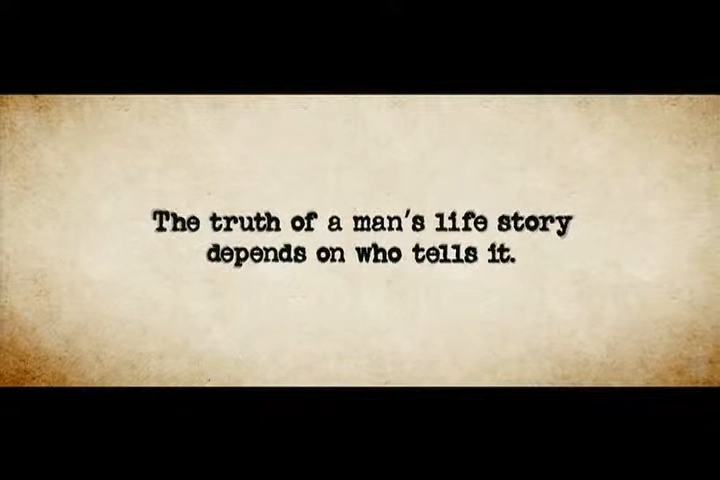 The truth of a man's life story
depends on who tells it.